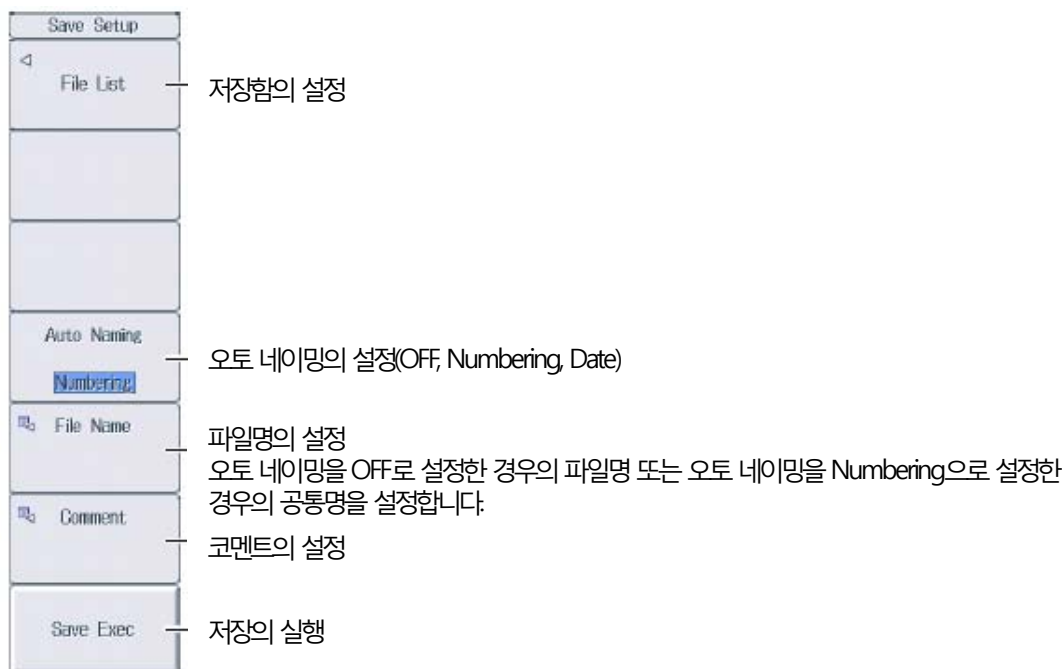 Save Setup
File List
저장함의 설정
Auto Naming
Numbering
오토 네이밍의 설정(OFF, Numbering, Date)
File Name
파일명의 설정
오토 네이밍을 OFF로 설정한 경우의 파일명 또는 오토 네이밍을 Numbering으로 설정한
경우의 공통명을 설정합니다.
Comment
코멘트의 설정
Save Exec
저장의 실행